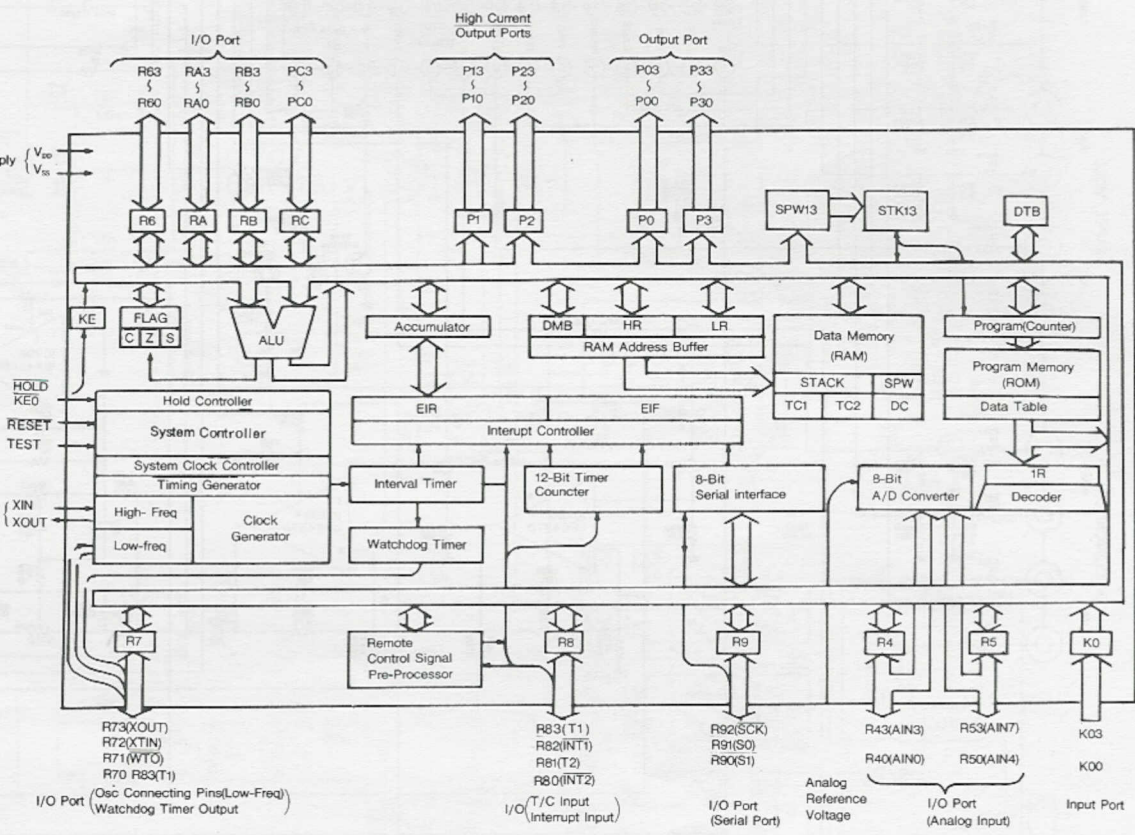 High Current
Output Ports
I/O Port
Output Port
R63 RA3 RB3 PC3 P13 P23 P03 P33
R60 RA0 RB0 PC0 P10 P20 P00 P30
ply { VDD
VSS
R6 RA RB RC P1 P2 P0 P3 SPW13 STK13 DTB
KE FLAG
C Z S
ALU
Accumulator
DMB HR LR
RAM Address Buffer
Data Memory
(RAM)
STACK SPW
TC1 TC2 DC
Program(Counter)
Program Memory
(ROM)
Data Table
HOLD
KE0
RESET
TEST
Hold Controller
System Controller
System Clock Controller
Timing Generator
High- Freq
Low-freq
Clock
Generator
XIN
XOUT
EIR EIF
Interupt Controller
Interval Timer
Watchdog Timer
12-Bit Timer
Councter
8-Bit
Serial interface
8-Bit
A/D Converter
1R
Decoder
R7
Remote
Control Signal
Pre-Processor
R8 R9 R4 R5 K0
R73(XOUT)
R72(XTIN)
R71(WTO)
R70 R83(T1)
I/O Port (Osc Connecting Pins(Low-Freq)
Watchdog Timer Output)
R83(T1)
R82(INT1)
R81(T2)
R80(INT2)
I/O (T/C Input
Interrupt Input)
R92(SCK)
R91(S0)
R90(S1)
I/O Port
(Serial Port)
Analog
Reference
Voltage
R43(AIN3) R53(AIN7)
R40(AIN0) R50(AIN4)
I/O Port
(Analog Input)
K03
K00
Input Port